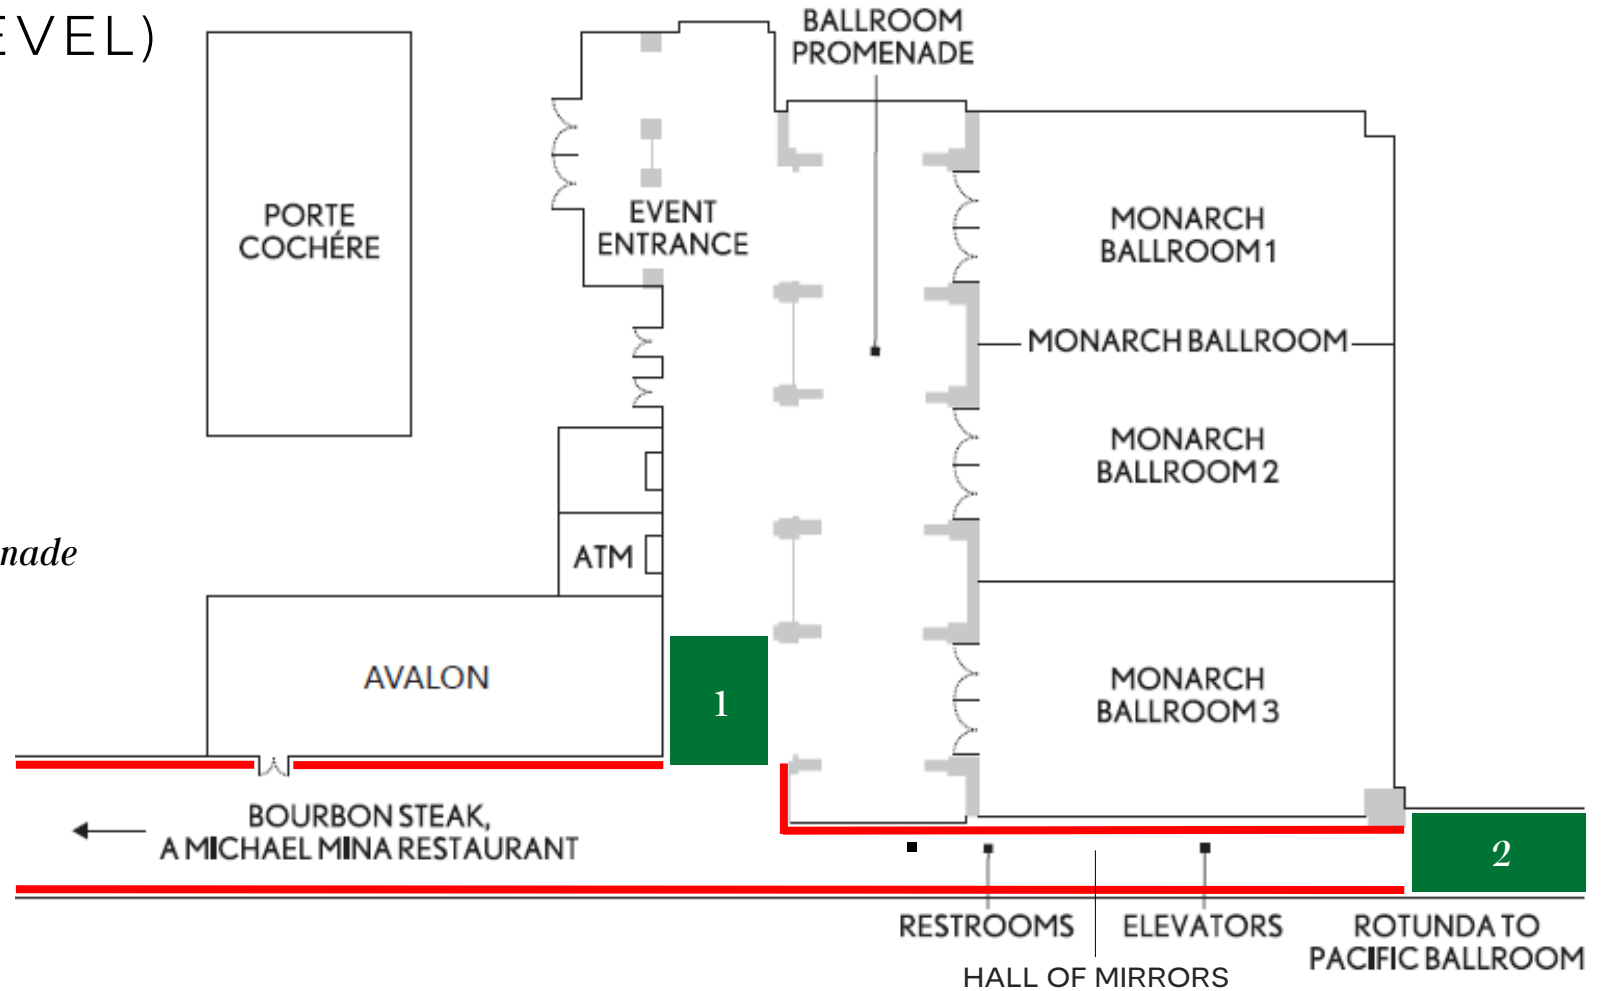 EVEL)
BALLROOM
PROMENADE
PORTE
COCHÉRE
EVENT
ENTRANCE
MONARCH
BALLROOM 1
MONARCH BALLROOM
MONARCH
BALLROOM 2
nade
ATM
AVALON
1
MONARCH
BALLROOM 3
BOURBON STEAK,
A MICHAEL MINA RESTAURANT
2
RESTROOMS
ELEVATORS
ROTUNDA TO
PACIFIC BALLROOM
HALL OF MIRRORS